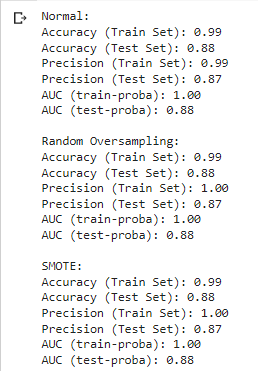 Normal:
Accuracy (Train Set): 0.99
Accuracy (Test Set): 0.88
Precision (Train Set): 0.99
Precision (Test Set): 0.87
AUC (train-proba): 1.00
AUC (test-proba): 0.88
Random Oversampling:
Accuracy (Train Set): 0.99
Accuracy (Test Set): 0.88
Precision (Train Set): 1.00
Precision (Test Set): 0.87
AUC (train-proba): 1.00
AUC (test-proba): 0.88
SMOTE:
Accuracy (Train Set): 0.99
Accuracy (Test Set): 0.88
Precision (Train Set): 1.00
Precision (Test Set): 0.87
AUC (train-proba): 1.00
AUC (test-proba): 0.88